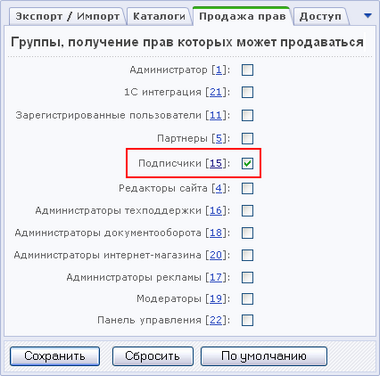 Экспорт / Импорт Каталоги Продажа прав Доступ
Группы, получение прав которых может продаваться
Администратор [1]:
1С интеграция [21]:
Зарегистрированные пользователи [11]:
Партнеры [5]:
Подписчики [15]:
Редакторы сайта [4]:
Администраторы техподдержки [16]:
Администраторы документооборота [18]:
Администраторы интернет-магазина [20]:
Администраторы рекламы [17]:
Модераторы [19]:
Панель управления [22]:
Сохранить Сбросить По умолчанию